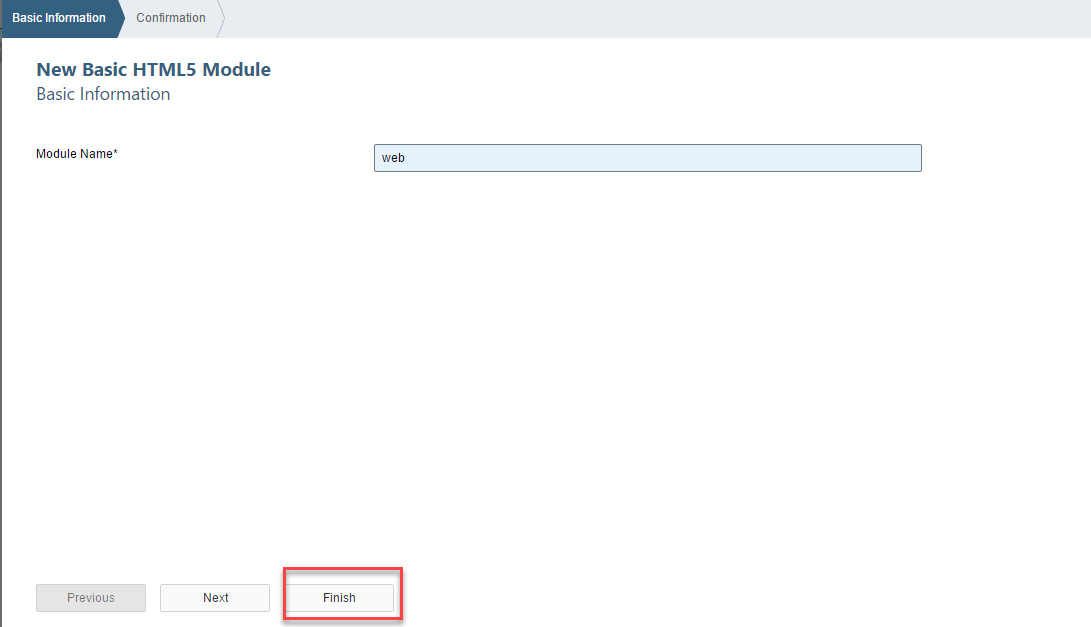 Basic Information
Confirmation
New Basic HTML5 Module
Basic Information
Module Name*
web
Previous
Next
Finish